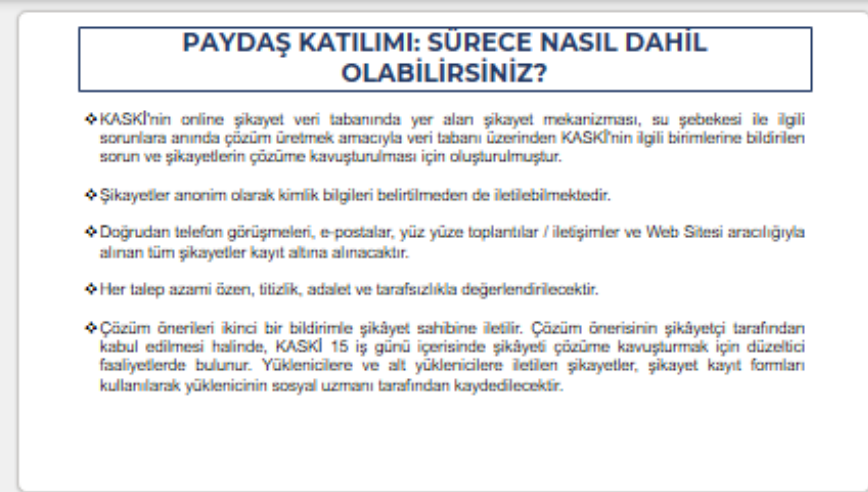 PAYDAŞ KATILIMI: SÜRECE NASIL DAHİL
OLABİLİRSİNİZ?
❖KASKİ'nin online şikayet veri tabanında yer alan şikayet mekanizması, su şebekesi ile ilgili
sorunlara anında çözüm üretmek amacıyla veri tabanı üzerinden KASKİ'nin ilgili birimlerine bildirilen
sorun ve şikayetlerin çözüme kavuşturulması için oluşturulmuştur.
❖Şikayetler anonim olarak kimlik bilgileri belirtilmeden de iletilebilmektedir.
❖Doğrudan telefon görüşmeleri, e-postalar, yüz yüze toplantılar / iletişimler ve Web Sitesi aracılığıyla
alınan tüm şikayetler kayıt altına alınacaktır.
❖Her talep azami özen, titizlik, adalet ve tarafsızlıkla değerlendirilecektir.
❖Çözüm önerileri ikinci bir bildirimle şikâyet sahibine iletilir. Çözüm önerisinin şikâyetçi tarafından
kabul edilmesi halinde, KASKİ 15 iş günü içerisinde şikâyeti çözüme kavuşturmak için düzeltici
faaliyetlerde bulunur. Yüklenicilere ve alt yüklenicilere iletilen şikayetler, şikayet kayıt formları
kullanılarak yüklenicinin sosyal uzmanı tarafından kaydedilecektir.